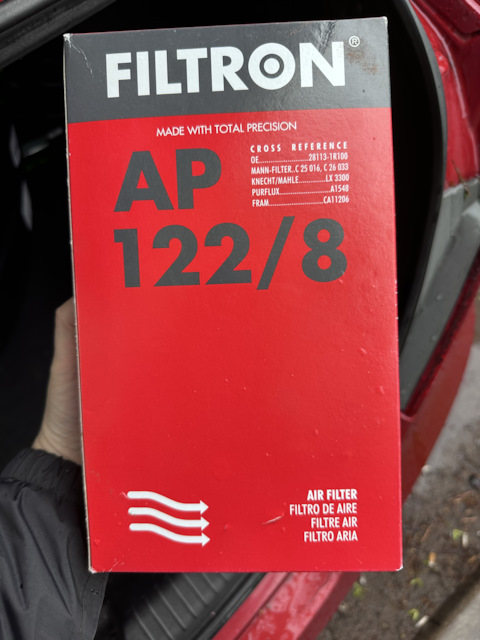 FILTRON®
MADE WITH TOTAL PRECISION
AP
122/8
CROSS REFERENCE
OE..............................28113-1R100
MANN-FILTER..C 25 016, C 26 033
KNECHT/MAHLE..............LX 3300
PURFLUX..............................A1548
FRAM..............................CA11206
AIR FILTER
FILTRO DE AIRE
FILTRE AIR
FILTRO ARIA